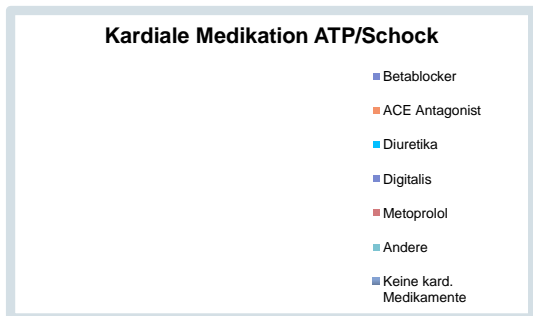 Kardiale Medikation ATP/Schock
Betablocker
ACE Antagonist
Diuretika
Digitalis
Metoprolol
Andere
Keine kard.
Medikamente